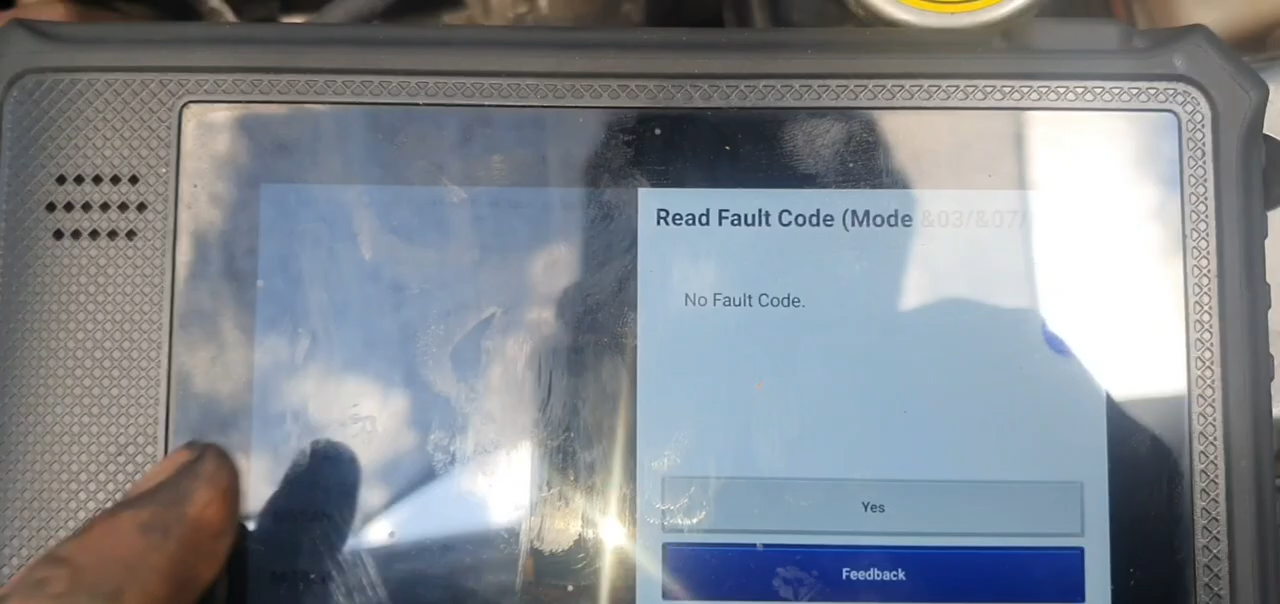 Read Fault Code (Mode &03/&07/
No Fault Code.
Yes
Feedback